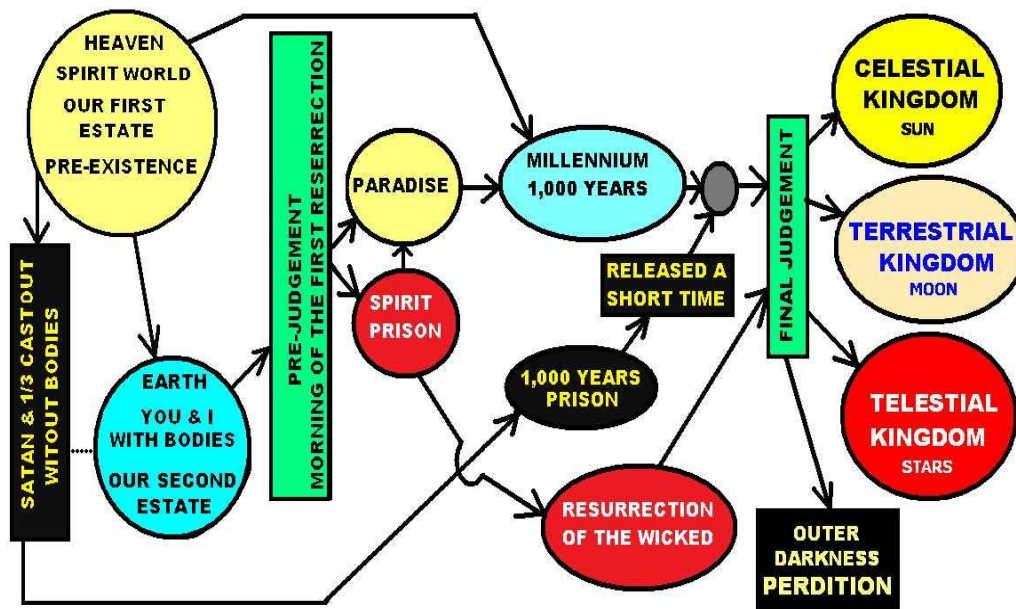 HEAVEN
SPIRIT WORLD
OUR FIRST
ESTATE
PRE-EXISTENCE
SATAN & 1/3 CASTOUT
WITOUT BODIES
EARTH
YOU & I
WITH BODIES
OUR SECOND
ESTATE
PRE-JUDGEMENT
MORNING OF THE FIRST RESERRECTION
PARADISE
SPIRIT
PRISON
MILLENNIUM
1,000 YEARS
RELEASED A
SHORT TIME
1,000 YEARS
PRISON
RESURRECTION
OF THE WICKED
FINAL JUDGEMENT
CELESTIAL
KINGDOM
SUN
TERRESTRIAL
KINGDOM
MOON
TELESTIAL
KINGDOM
STARS
OUTER
DARKNESS
PERDITION